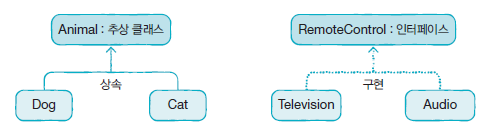 Animal : 추상 클래스
RemoteControl : 인터페이스
상속
구현
Dog
Cat
Television
Audio